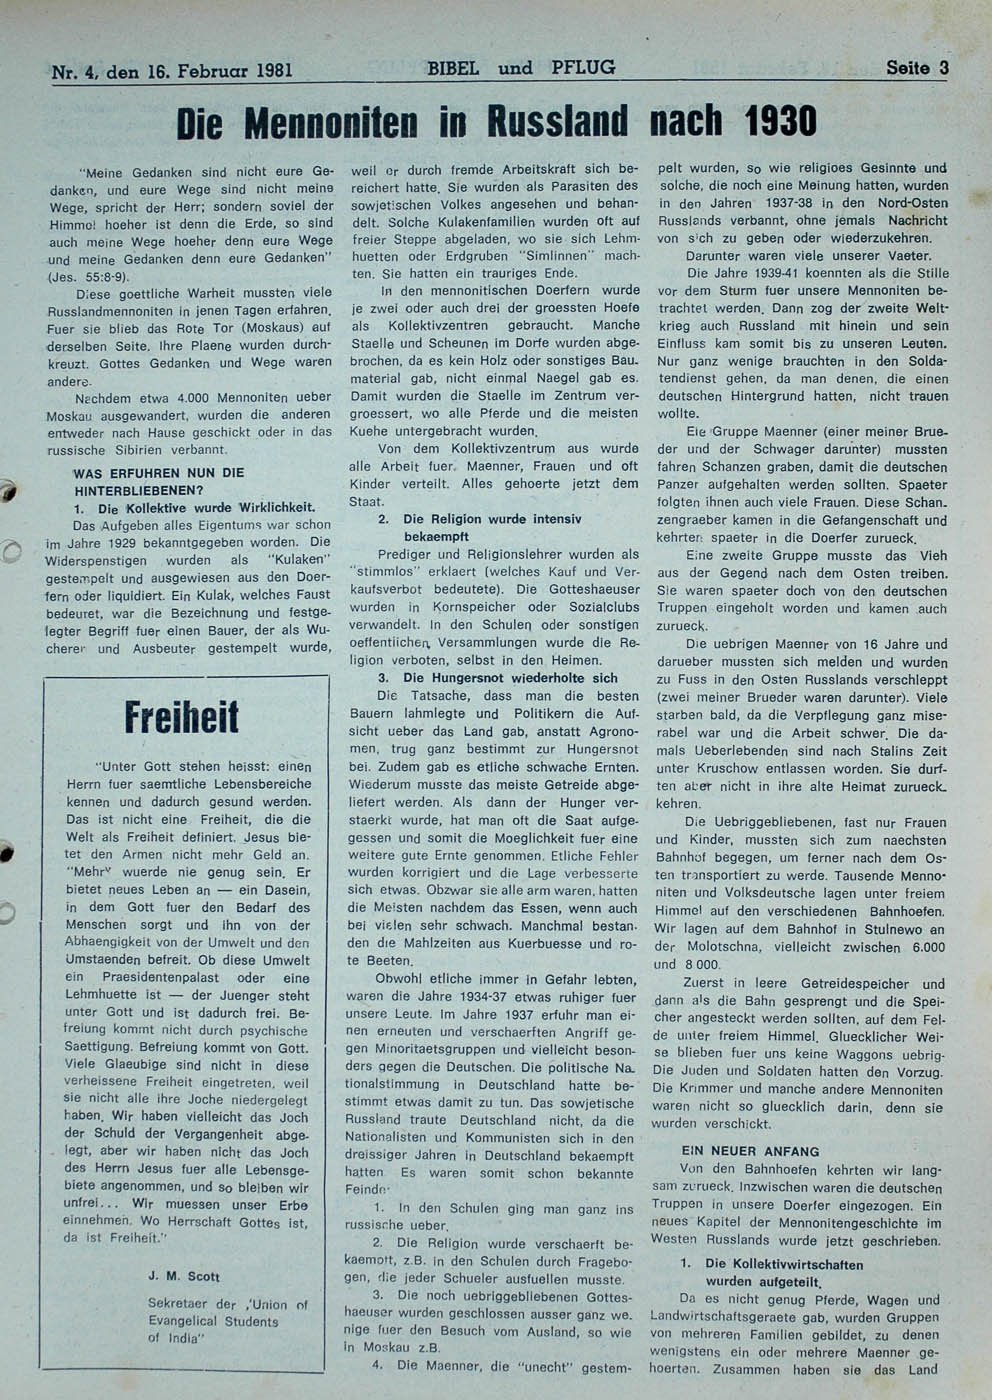 Nr. 4, den 16. Februar 1981
BIBEL und PFLUG
Seite 3
Die Mennoniten in Russland nach 1930
"Meine Gedanken sind nicht eure Ge-
danken, und eure Wege sind nicht meine
Wege, spricht der Herr; sondern soviel der
Himmel hoeher ist denn die Erde, so sind
auch meine Wege hoeher denn eure Wege
und meine Gedanken denn eure Gedanken"
(Jes. 55:8-9).
Diese goettliche Warheit mussten viele
Russlandmennoniten in jenen Tagen erfahren.
Fuer sie blieb das Rote Tor (Moskaus) auf
derselben Seite. Ihre Plaene wurden durch-
kreuzt. Gottes Gedanken und Wege waren
andere.
Nachdem etwa 4.000 Mennoniten ueber
Moskau ausgewandert, wurden die anderen
entweder nach Hause geschickt oder in das
russische Sibirien verbannt.
WAS ERFUHREN NUN DIE
HINTERBLIEBENEN?
1. Die Kollektive wurde Wirklichkeit.
Das Aufgeben alles Eigentums war schon
im Jahre 1929 bekanntgegeben worden. Die
Widerspenstigen wurden als "Kulaken"
gestempelt und ausgewiesen aus den Doer-
fern oder liquidiert. Ein Kulak, welches Faust
bedeuret, war die Bezeichnung und festge-
legter Begriff fuer einen Bauer, der als Wu-
cherer und Ausbeuter gestempelt wurde,
Freiheit
"Unter Gott stehen heisst: einen
Herrn fuer saemtliche Lebensbereiche
kennen und dadurch gesund werden.
Das ist nicht eine Freiheit, die die
Welt als Freiheit definiert. Jesus bie-
tet den Armen nicht mehr Geld an.
"Mehr" wuerde nie genug sein. Er
bietet neues Leben an — ein Dasein,
in dem Gott fuer den Bedarf des
Menschen sorgt und ihn von der
Abhaengigkeit von der Umwelt und den
Umstaenden befreit. Ob diese Umwelt
ein Praesidentenpalast oder eine
Lehmhuette ist — der Juenger steht
unter Gott und ist dadurch frei. Be-
freiung kommt nicht durch psychische
Saettigung. Befreiung kommt von Gott.
Viele Glaeubige sind nicht in diese
verheissene Freiheit eingetreten, weil
sie nicht alle ihre Joche niedergelegt
haben. Wir haben vielleicht das Joch
der Schuld der Vergangenheit abge-
legt, aber wir haben nicht das Joch
des Herrn Jesus fuer alle Lebensge-
biete angenommen, und so bleiben wir
unfrei... Wir muessen unser Erbe
einnehmen. Wo Herrschaft Gottes ist,
da ist Freiheit."
J. M. Scott
Sekretaer der ,'Union of
Evangelical Students
of India"
weil er durch fremde Arbeitskraft sich be-
reichert hatte. Sie wurden als Parasiten des
sowjetischen Volkes angesehen und behan-
delt. Solche Kulakenfamilien wurden oft auf
freier Steppe abgeladen, wo sie sich Lehm-
huetten oder Erdgruben "Simlinnen" mach-
ten. Sie hatten ein trauriges Ende.
In den mennonitischen Doerfern wurde
je zwei oder auch drei der groessten Hoefe
als Kollektivzentren gebraucht. Manche
Staelle und Scheunen im Dorfe wurden abge-
brochen, da es kein Holz oder sonstiges Bau-
material gab, nicht einmal Naegel gab es.
Damit wurden die Staelle im Zentrum ver-
groessert, wo alle Pferde und die meisten
Kuehe untergebracht wurden.
Von dem Kollektivzentrum aus wurde
alle Arbeit fuer. Maenner, Frauen und oft
Kinder verteilt. Alles gehoerte jetzt dem
Staat.
2. Die Religion wurde intensiv
bekaempft
Prediger und Religionslehrer wurden als
"stimmlos" erklaert (welches Kauf und Ver-
kaufsverbot bedeutete). Die Gotteshaeuser
wurden in Kornspeicher oder Sozialclubs
verwandelt. In den Schulen oder sonstigen
oeffentlichen, Versammlungen wurde die Re-
ligion verboten, selbst in den Heimen.
3. Die Hungersnot wiederholte sich
Die Tatsache, dass man die besten
Bauern lahmlegte und Politikern die Auf-
sicht ueber das Land gab, anstatt Agrono-
men, trug ganz bestimmt zur Hungersnot
bei. Zudem gab es etliche schwache Ernten.
Wiederum musste das meiste Getreide abge-
liefert werden. Als dann der Hunger ver-
staerkt wurde, hat man oft die Saat aufge-
gessen und somit die Moeglichkeit fuer eine
weitere gute Ernte genommen. Etliche Fehler
wurden korrigiert und die Lage verbesserte
sich etwas. Obzwar sie alle arm waren, hatten
die Meisten nachdem das Essen, wenn auch
bei vielen sehr schwach. Manchmal bestan-
den die Mahlzeiten aus Kuerbuesse und ro-
te Beeten.
Obwohl etliche immer in Gefahr lebten,
waren die Jahre 1934-37 etwas ruhiger fuer
unsere Leute. Im Jahre 1937 erfuhr man ei-
nen erneuten und verschaerften Angriff ge-
gen Minoritaetsgruppen und vielleicht beson-
ders gegen die Deutschen. Die politische Na-
tionalstimmung in Deutschland hatte be-
stimmt etwas damit zu tun. Das sowjetische
Russland traute Deutschland nicht, da die
Nationalisten und Kommunisten sich in den
dreissiger Jahren in Deutschland bekaempft
hatten. Es waren somit schon bekannte
Feinde:
1. In den Schulen ging man ganz ins
russische ueber.
2. Die Religion wurde verschaerft be-
kaempft, z.B. in den Schulen durch Fragebo-
gen, die jeder Schueler ausfuellen musste.
3. Die noch uebriggebliebenen Gottes-
haeuser wurden geschlossen ausser ganz we-
nige fuer den Besuch vom Ausland, so wie
in Moskau z.B.
4. Die Maenner, die "unecht" gestem-
pelt wurden, so wie religioes Gesinnte und
solche, die noch eine Meinung hatten, wurden
in den Jahren 1937-38 in den Nord-Osten
Russlands verbannt, ohne jemals Nachricht
von sich zu geben oder wiederzukehren.
Darunter waren viele unserer Vaeter.
Die Jahre 1939-41 koennten als die Stille
vor dem Sturm fuer unsere Mennoniten be-
trachtet werden. Dann zog der zweite Welt-
krieg auch Russland mit hinein und sein
Einfluss kam somit bis zu unseren Leuten.
Nur ganz wenige brauchten in den Solda-
tendienst gehen, da man denen, die einen
deutschen Hintergrund hatten, nicht trauen
wollte.
Eie Gruppe Maenner (einer meiner Brue-
der und der Schwager darunter) mussten
fahren Schanzen graben, damit die deutschen
Panzer aufgehalten werden sollten. Spaeter
folgten ihnen auch viele Frauen. Diese Schan-
zengraeber kamen in die Gefangenschaft und
kehrten spaeter in die Doerfer zurueck.
Eine zweite Gruppe musste das Vieh
aus der Gegend nach dem Osten treiben.
Sie waren spaeter doch von den deutschen
Truppen eingeholt worden und kamen auch
zurueck.
Die uebrigen Maenner von 16 Jahre und
darueber mussten sich melden und wurden
zu Fuss in den Osten Russlands verschleppt
(zwei meiner Brueder waren darunter). Viele
starben bald, da die Verpflegung ganz mise-
rabel war und die Arbeit schwer. Die da-
mals Ueberlebenden sind nach Stalins Zeit
unter Kruschow entlassen worden. Sie durf-
ten aber nicht in ihre alte Heimat zurueck-
kehren.
Die Uebriggebliebenen, fast nur Frauen
und Kinder, mussten sich zum naechsten
Bahnhof begegen, um ferner nach dem Os-
ten transportiert zu werde. Tausende Menno-
niten und Volksdeutsche lagen unter freiem
Himmel auf den verschiedenen Bahnhoefen.
Wir lagen auf dem Bahnhof in Stulnewo an
der Molotschna, vielleicht zwischen 6.000
und 8 000.
Zuerst in leere Getreidespeicher und
dann als die Bahn gesprengt und die Spei-
cher angesteckt werden sollten, auf dem Fel-
de unter freiem Himmel. Gluecklicher Wei-
se blieben fuer uns keine Waggons uebrig.
Die Juden und Soldaten hatten den Vorzug.
Die Krimmer und manche andere Mennoniten
waren nicht so gluecklich darin, denn sie
wurden verschickt.
EIN NEUER ANFANG
Von den Bahnhoefen kehrten wir lang-
sam zurueck. Inzwischen waren die deutschen
Truppen in unsere Doerfer eingezogen. Ein
neues Kapitel der Mennonitengeschichte im
Westen Russlands wurde jetzt geschrieben.
1. Die Kollektivwirtschaften
wurden aufgeteilt.
Da es nicht genug Pferde, Wagen und
Landwirtschaftsgeraete gab, wurden Gruppen
von mehreren Familien gebildet, zu denen
wenigstens ein oder mehrere Maenner ge-
hoerten. Zusammen haben sie das Land